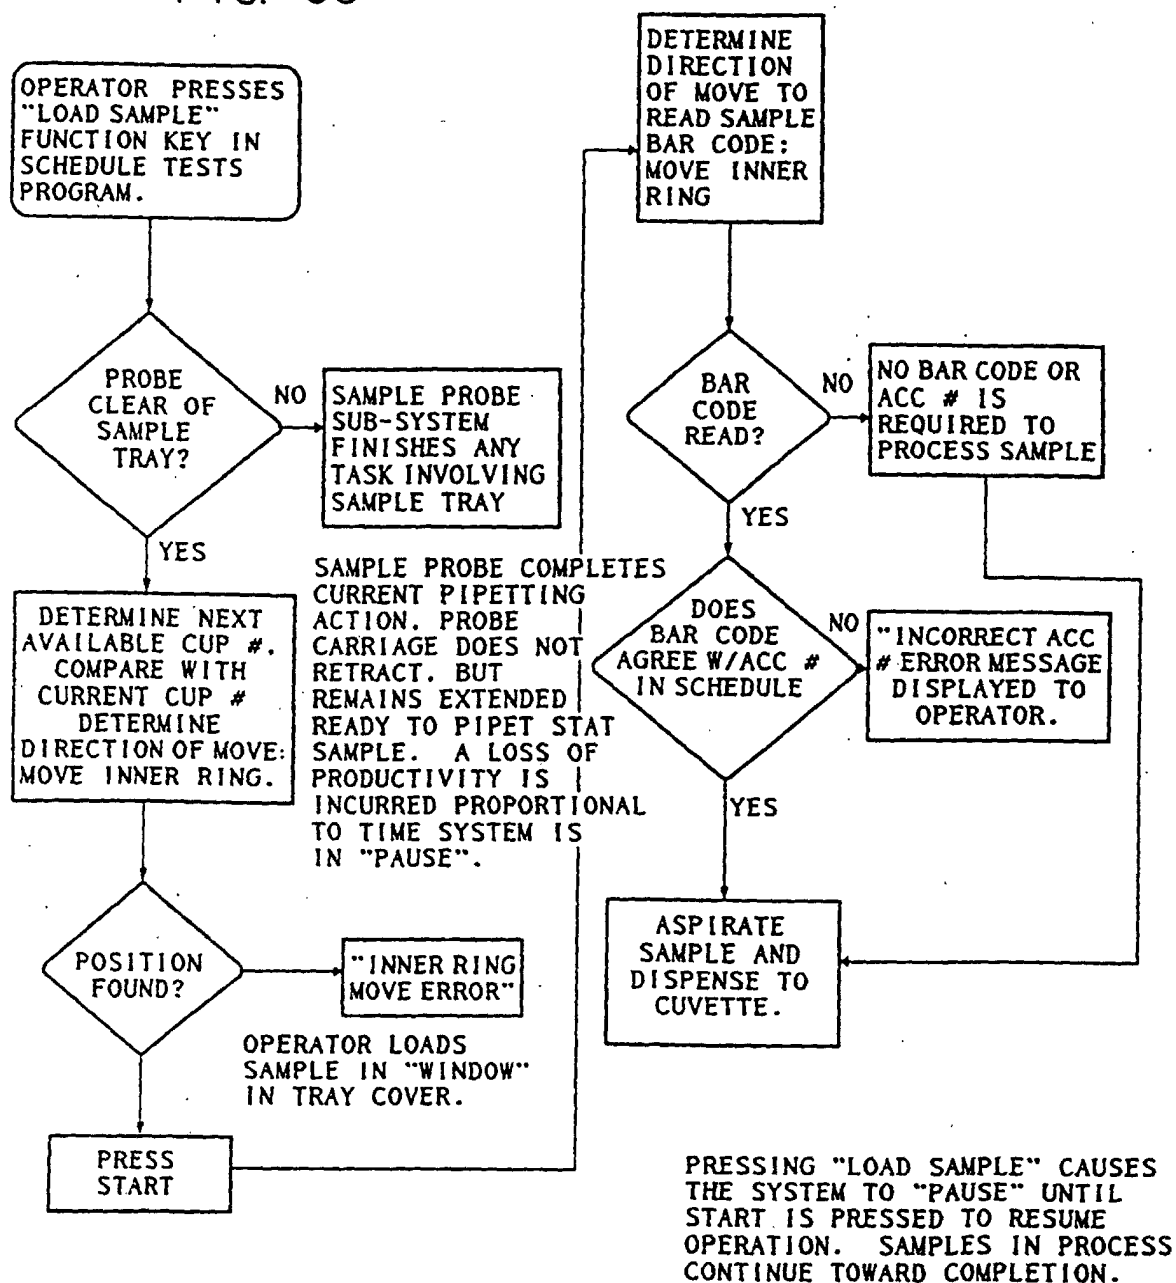 OPERATOR PRESSES
"LOAD SAMPLE"
FUNCTION KEY IN
SCHEDULE TESTS
PROGRAM.
PROBE
CLEAR OF
SAMPLE
TRAY?
NO
SAMPLE PROBE
SUB-SYSTEM
FINISHES ANY
TASK INVOLVING
SAMPLE TRAY
YES
DETERMINE NEXT
AVAILABLE CUP #.
COMPARE WITH
CURRENT CUP #
DETERMINE
DIRECTION OF MOVE:
MOVE INNER RING.
SAMPLE PROBE COMPLETES
CURRENT PIPETTING
ACTION. PROBE
CARRIAGE DOES NOT
RETRACT. BUT
REMAINS EXTENDED
READY TO PIPET STAT
SAMPLE. A LOSS OF
PRODUCTIVITY IS
INCURRED PROPORTIONAL
TO TIME SYSTEM IS
IN "PAUSE".
POSITION
FOUND?
"INNER RING
MOVE ERROR"
OPERATOR LOADS
SAMPLE IN "WINDOW"
IN TRAY COVER.
PRESS
START
DETERMINE
DIRECTION
OF MOVE TO
READ SAMPLE
BAR CODE:
MOVE INNER
RING
BAR
CODE
READ?
NO
NO BAR CODE OR
ACC # IS
REQUIRED TO
PROCESS SAMPLE
YES
DOES
BAR CODE
AGREE W/ACC #
IN SCHEDULE
NO
"INCORRECT ACC
# ERROR MESSAGE
DISPLAYED TO
OPERATOR.
YES
ASPIRATE
SAMPLE AND
DISPENSE TO
CUVETTE.
PRESSING "LOAD SAMPLE" CAUSES
THE SYSTEM TO "PAUSE" UNTIL
START IS PRESSED TO RESUME
OPERATION. SAMPLES IN PROCESS
CONTINUE TOWARD COMPLETION.